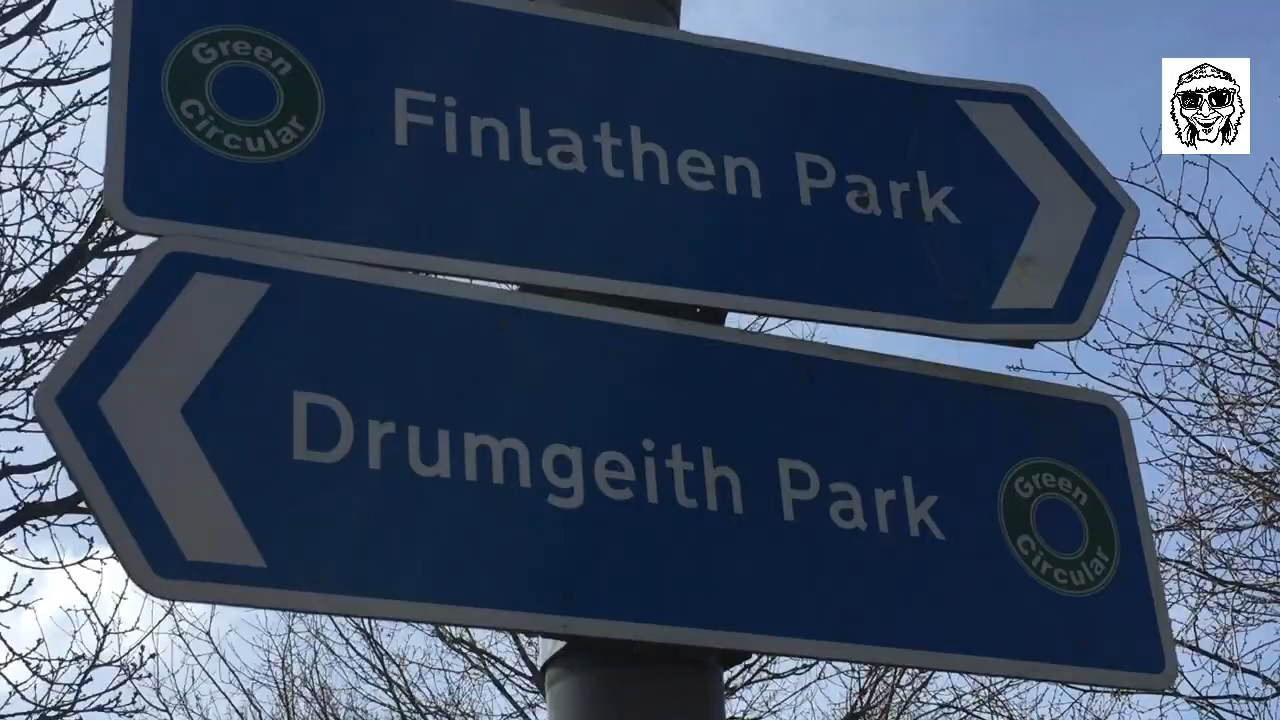 Green
Circular
Finlathen Park
Drumgeith Park
Green
Circular